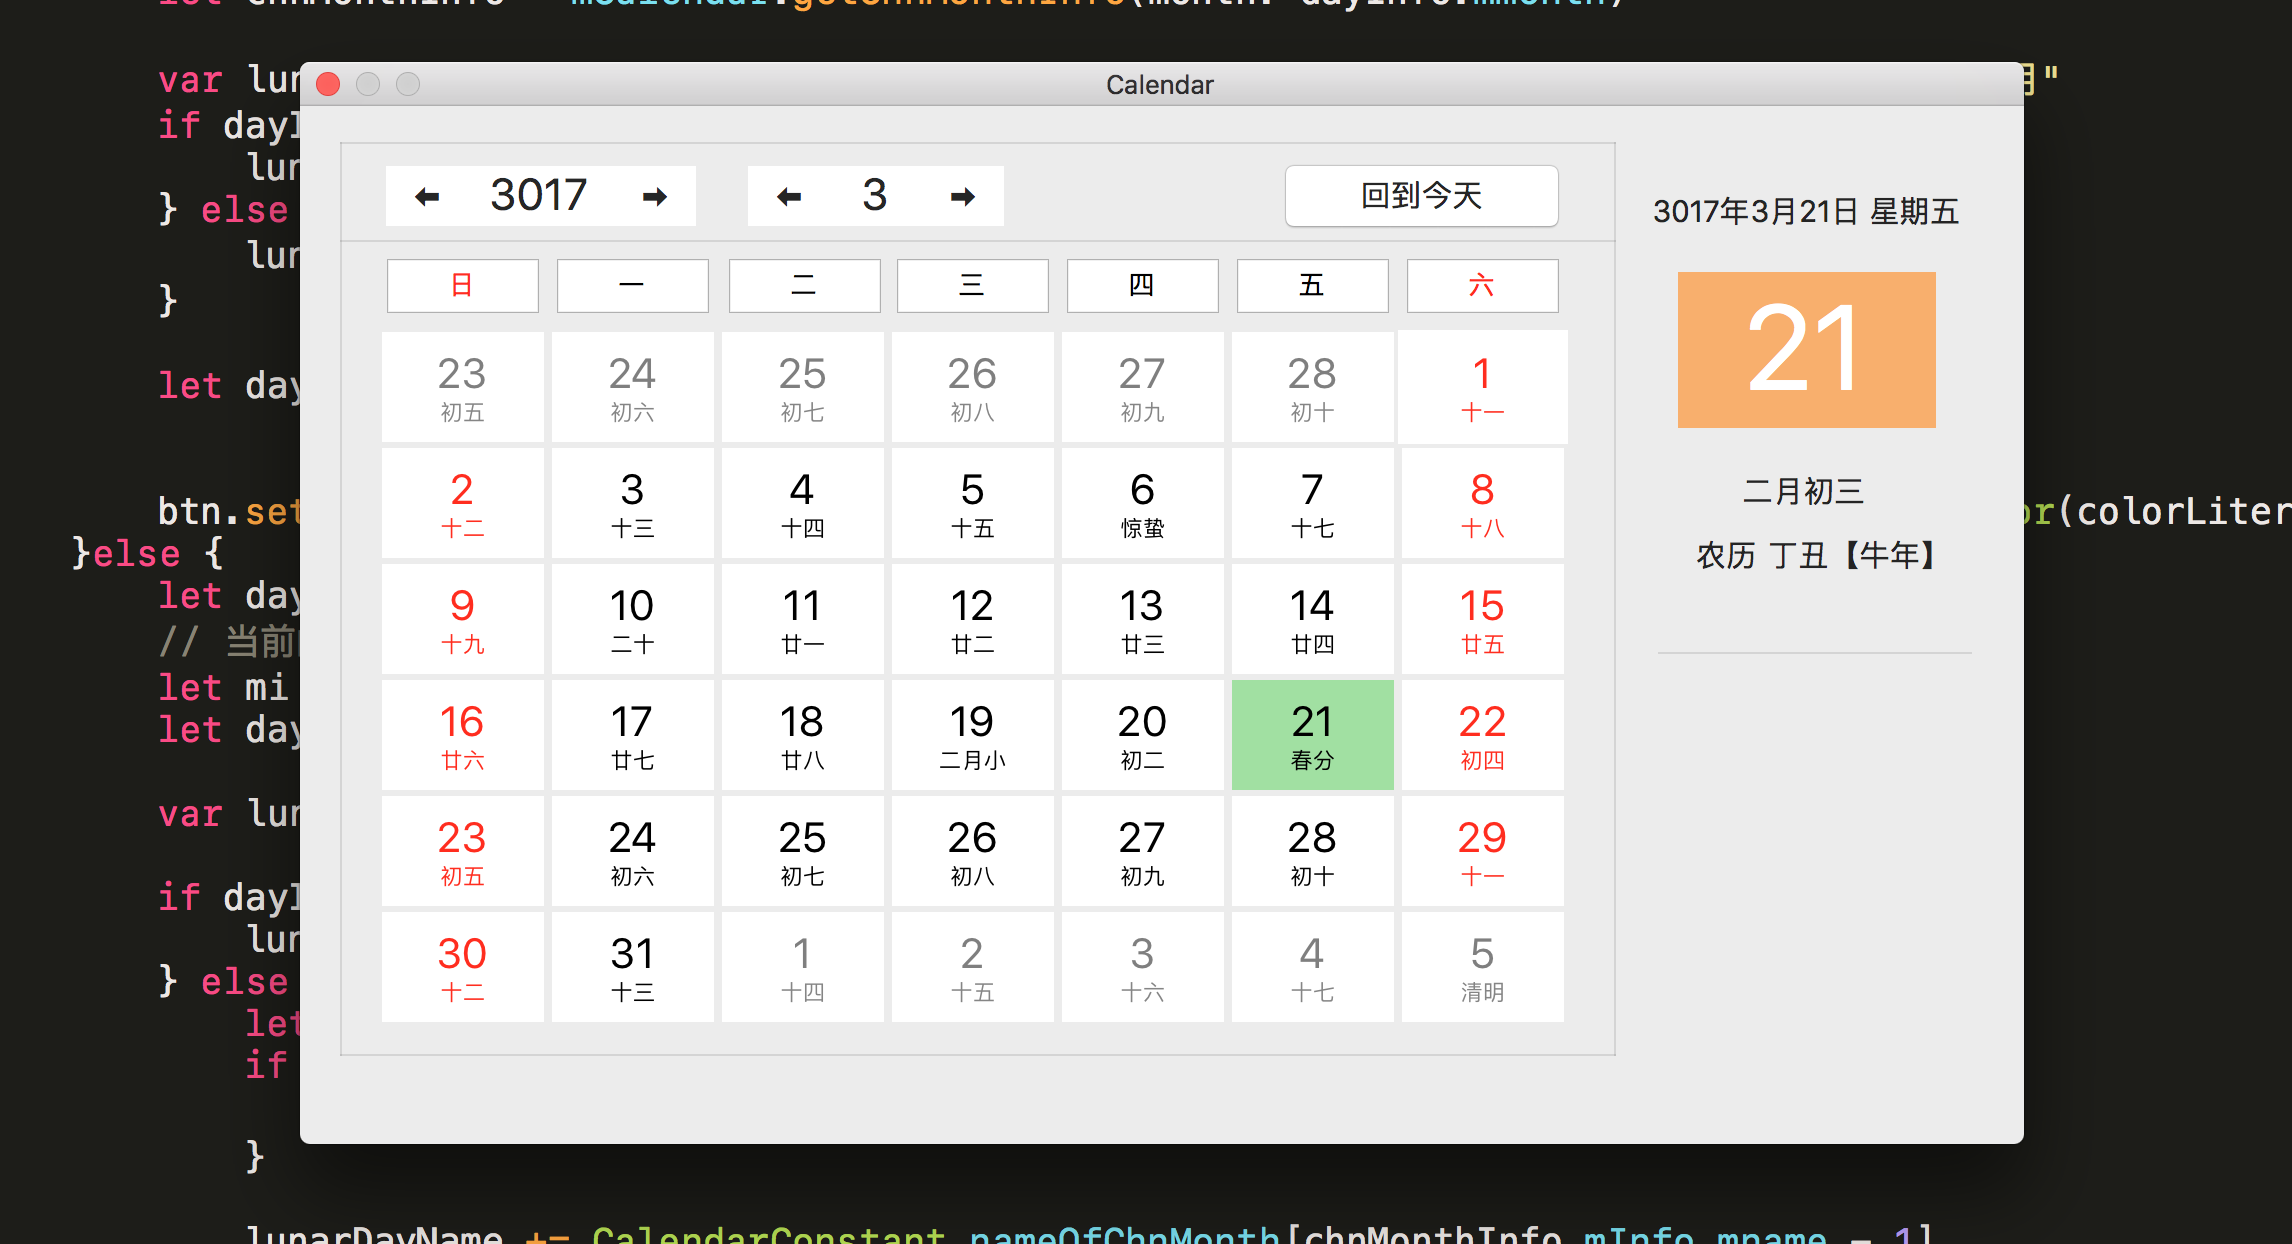 var lur
if dayI
lur
} else
lur
}
let day
btn.set
}else {
let day
// 当前
let mi
let day
var lur
if dayI
lur
} else
let
if
}
lunarDayName += CalendarConstant.nameOfChnMonth[chnMonthInfo.mInfo.mname - 1]
月"
or(colorLiter
Calendar
⬅ 3017 ➡ ⬅ 3 ➡ 回到今天
日 一 二 三 四 五 六
23 24 25 26 27 28 1
初五 初六 初七 初八 初九 初十 十一
2 3 4 5 6 7 8
十二 十三 十四 十五 惊蛰 十七 十八
9 10 11 12 13 14 15
十九 二十 廿一 廿二 廿三 廿四 廿五
16 17 18 19 20 21 22
廿六 廿七 廿八 二月小 初二 春分 初四
23 24 25 26 27 28 29
初五 初六 初七 初八 初九 初十 十一
30 31 1 2 3 4 5
十二 十三 十四 十五 十六 十七 清明
3017年3月21日 星期五
21
二月初三
农历 丁丑【牛年】